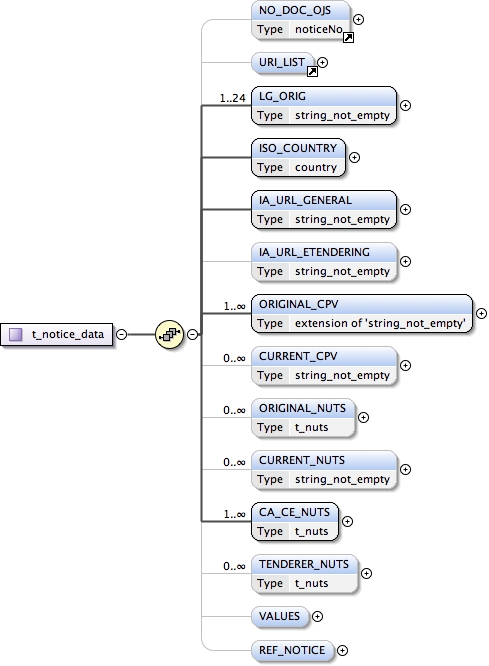 NO_DOC_OJS
Type noticeNo
URI_LIST
1..24
LG_ORIG
Type string_not_empty
ISO_COUNTRY
Type country
IA_URL_GENERAL
Type string_not_empty
IA_URL_ETENDERING
Type string_not_empty
1..∞
ORIGINAL_CPV
Type extension of 'string_not_empty'
t_notice_data
0..∞
CURRENT_CPV
Type string_not_empty
0..∞
ORIGINAL_NUTS
Type t_nuts
0..∞
CURRENT_NUTS
Type string_not_empty
1..∞
CA_CE_NUTS
Type t_nuts
0..∞
TENDERER_NUTS
Type t_nuts
VALUES
REF_NOTICE